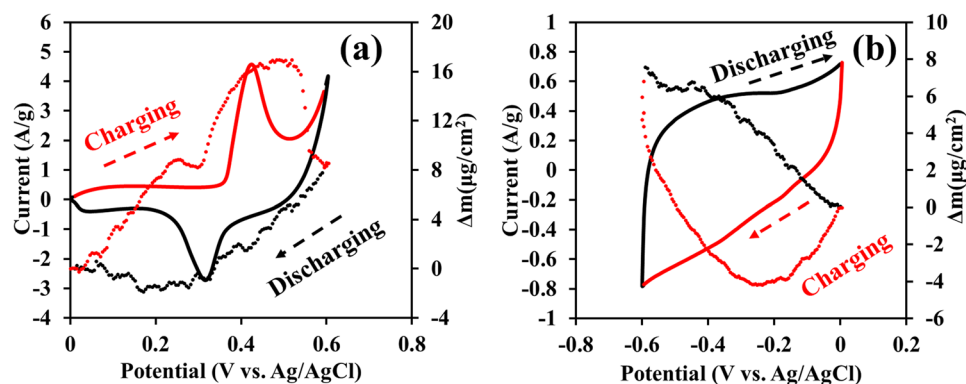 (a)
6
5
4
3
2
1
0
-1
-2
-3
-4
Current (A/g)
20
16
12
8
4
0
-4
Δm(µg/cm²)
Charging
Discharging
0 0.2 0.4 0.6 0.8
Potential (V vs. Ag/AgCl)
(b)
1
0.8
0.6
0.4
0.2
0
-0.2
-0.4
-0.6
-0.8
-1
Current (A/g)
10
8
6
4
2
0
-2
-4
-6
Δm(µg/cm²)
Discharging
Charging
-0.8 -0.6 -0.4 -0.2 0 0.2
Potential (V vs. Ag/AgCl)